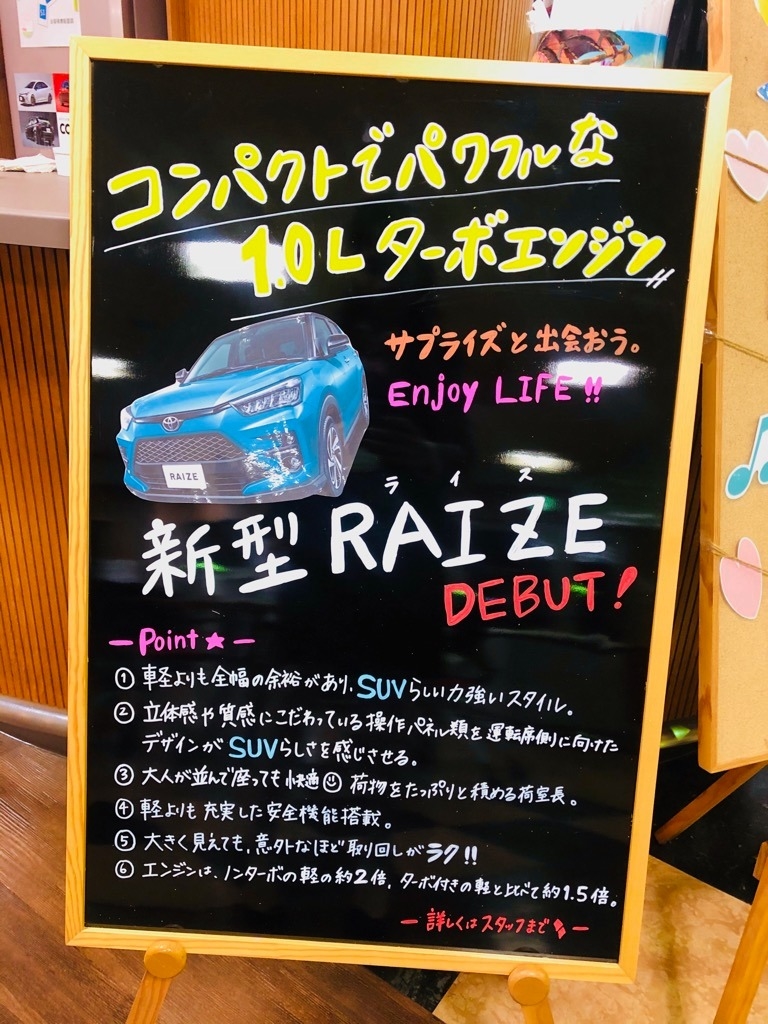 コンパクトでパワフルな
1.0L ターボエンジン
サプライズと出会おう。
Enjoy LIFE!!
RAIZE
ライズ
新型 RAIZE
DEBUT!
ーPoint★ー
① 軽よりも全幅の余裕があり、SUVらしい力強いスタイル。
② 立体感や質感にこだわっている操作パネル類を運転席側に向けた
デザインがSUVらしさを感じさせる。
③ 大人が並んで座っても快適☺ 荷物をたっぷりと積める荷室長。
④ 軽よりも充実した安全機能搭載。
⑤ 大きく見えても、意外なほど取り回しがラク!!
⑥ エンジンは、ノンターボの軽の約2倍、ターボ付きの軽と比べて約1.5倍。
ー詳しくはスタッフまでー